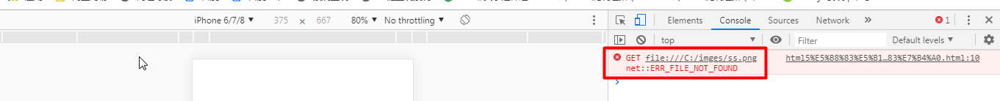 iPhone 6/7/8 ▼ 375 × 667 80% ▼ No throttling ▼
Elements Console Sources Network » 1
top ▼ Filter Default levels ▼
GET file:///C:/imges/ss.png html5%E5%B8%83%E5%B1…83%E7%B4%A0.html:10
net::ERR_FILE_NOT_FOUND